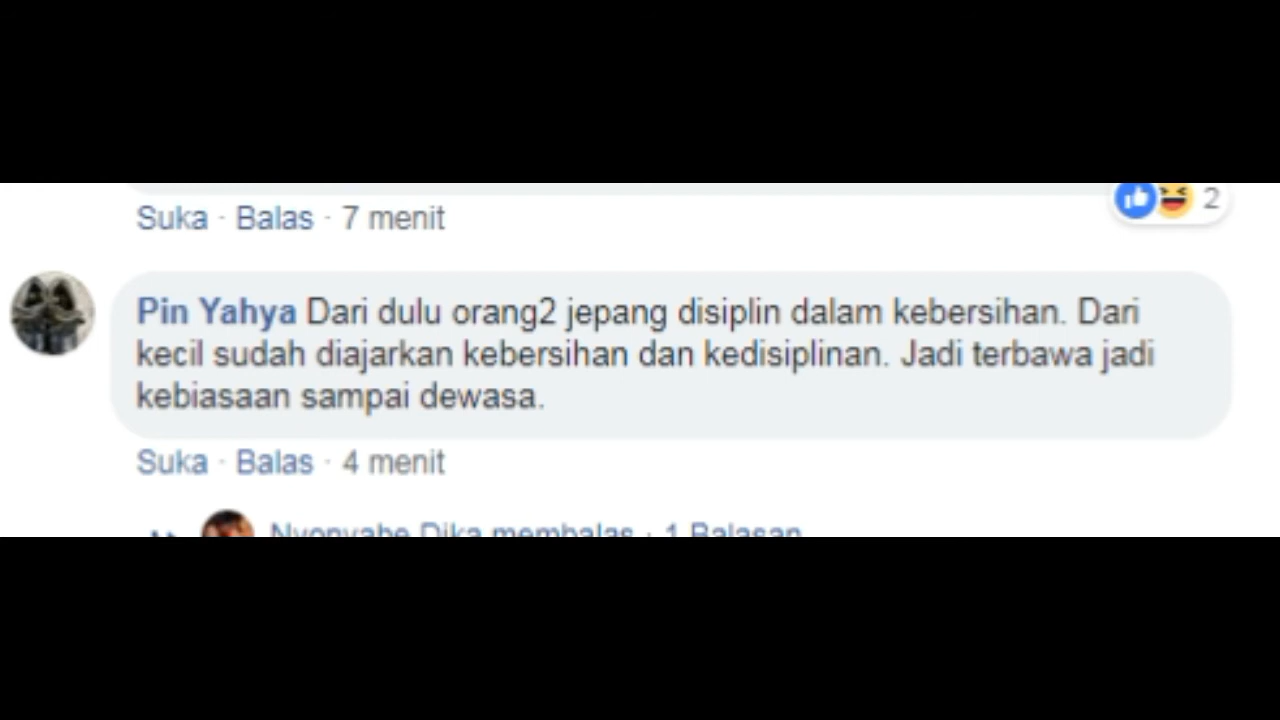 2
Suka · Balas · 7 menit
Pin Yahya Dari dulu orang2 jepang disiplin dalam kebersihan. Dari
kecil sudah diajarkan kebersihan dan kedisiplinan. Jadi terbawa jadi
kebiasaan sampai dewasa.
Suka · Balas · 4 menit
Dika membalas · 1 Balasan